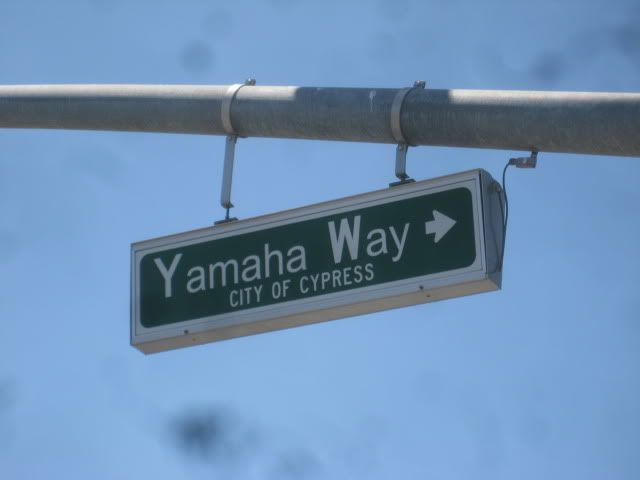 Yamaha Way →
CITY OF CYPRESS